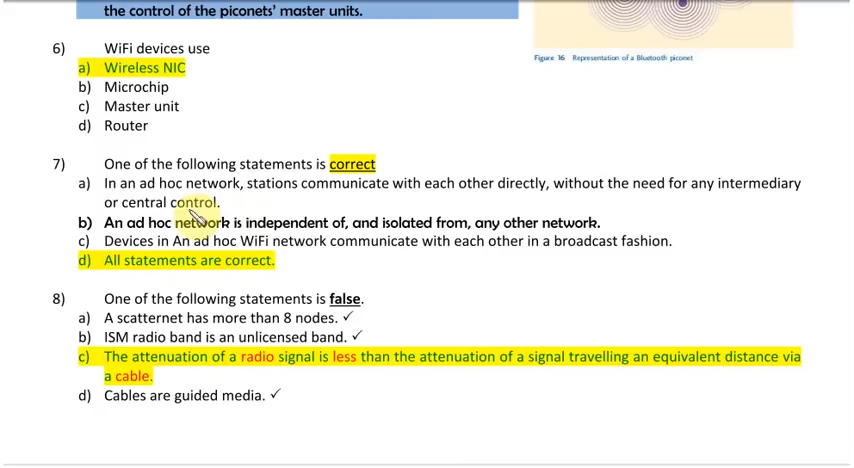 the control of the piconets' master units.
Figure 16 Representation of a Bluetooth piconet
6) WiFi devices use
a) Wireless NIC
b) Microchip
c) Master unit
d) Router
7) One of the following statements is correct
a) In an ad hoc network, stations communicate with each other directly, without the need for any intermediary
or central control.
b) An ad hoc network is independent of, and isolated from, any other network.
c) Devices in An ad hoc WiFi network communicate with each other in a broadcast fashion.
d) All statements are correct.
8) One of the following statements is false.
a) A scatternet has more than 8 nodes. ✓
b) ISM radio band is an unlicensed band. ✓
c) The attenuation of a radio signal is less than the attenuation of a signal travelling an equivalent distance via
a cable.
d) Cables are guided media. ✓